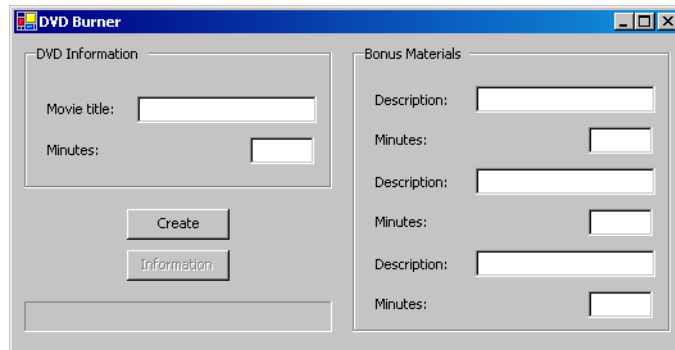 DVD Burner
DVD Information
Movie title:
Minutes:
Create
Information
Bonus Materials
Description:
Minutes:
Description:
Minutes:
Description:
Minutes: